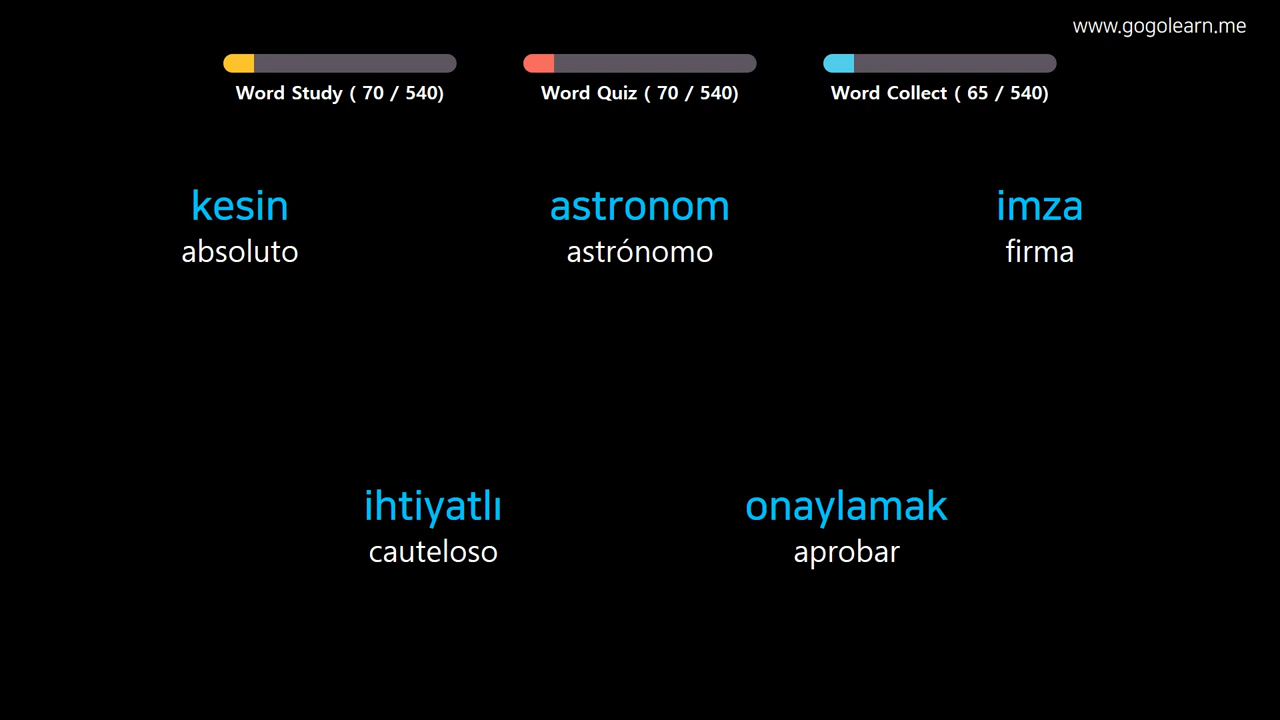 www.gogolearn.me
Word Study ( 70 / 540)
Word Quiz ( 70 / 540)
Word Collect ( 65 / 540)
kesin
absoluto
astronom
astrónomo
imza
firma
ihtiyatlı
cauteloso
onaylamak
aprobar